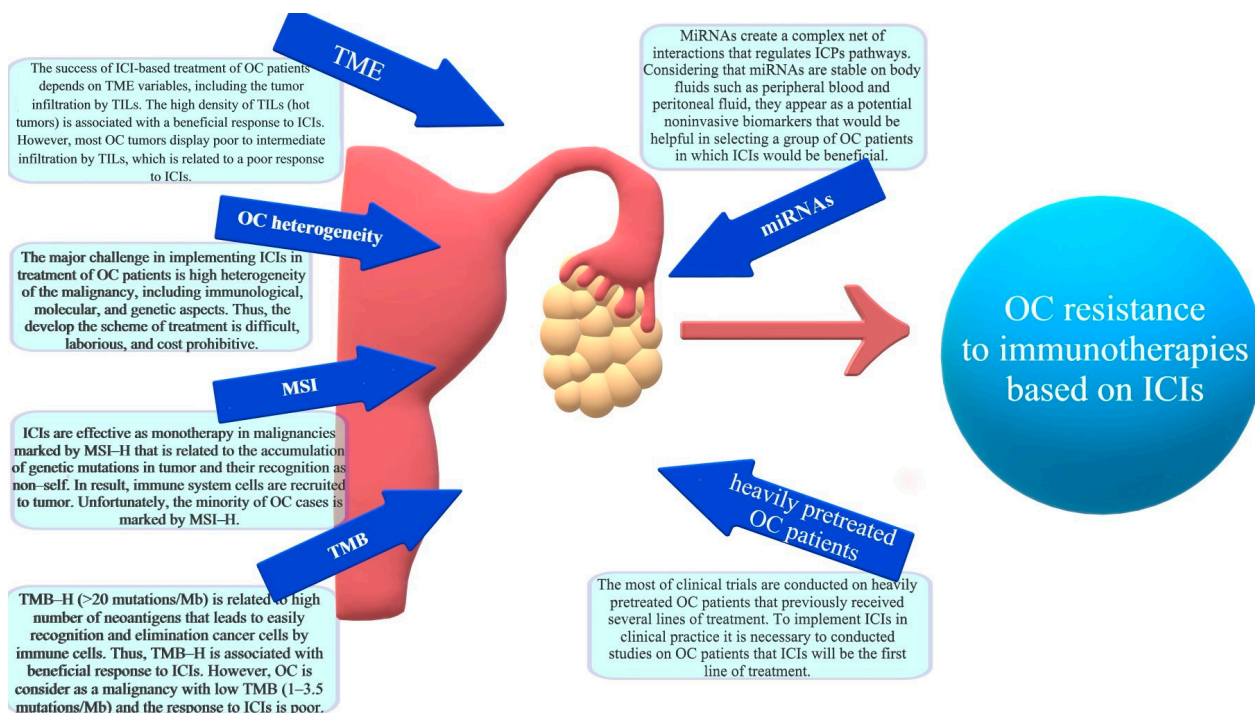 TME
The success of ICI-based treatment of OC patients
depends on TME variables, including the tumor
infiltration by TILs. The high density of TILs (hot
tumors) is associated with a beneficial response to ICIs.
However, most OC tumors display poor to intermediate
infiltration by TILs, which is related to a poor response
to ICIs.
OC heterogeneity
The major challenge in implementing ICIs in
treatment of OC patients is high heterogeneity
of the malignancy, including immunological,
molecular, and genetic aspects. Thus, the
develop the scheme of treatment is difficult,
laborious, and cost prohibitive.
MSI
ICIs are effective as monotherapy in malignancies
marked by MSI–H that is related to the accumulation
of genetic mutations in tumor and their recognition as
non–self. In result, immune system cells are recruited
to tumor. Unfortunately, the minority of OC cases is
marked by MSI–H.
TMB
TMB–H (>20 mutations/Mb) is related to high
number of neoantigens that leads to easily
recognition and elimination cancer cells by
immune cells. Thus, TMB–H is associated with
beneficial response to ICIs. However, OC is
consider as a malignancy with low TMB (1–3.5
mutations/Mb) and the response to ICIs is poor.
MiRNAs create a complex net of
interactions that regulates ICPs pathways.
Considering that miRNAs are stable on body
fluids such as peripheral blood and
peritoneal fluid, they appear as a potential
noninvasive biomarkers that would be
helpful in selecting a group of OC patients
in which ICIs would be beneficial.
miRNAs
heavily pretreated
OC patients
The most of clinical trials are conducted on heavily
pretreated OC patients that previously received
several lines of treatment. To implement ICIs in
clinical practice it is necessary to conducted
studies on OC patients that ICIs will be the first
line of treatment.
OC resistance
to immunotherapies
based on ICIs